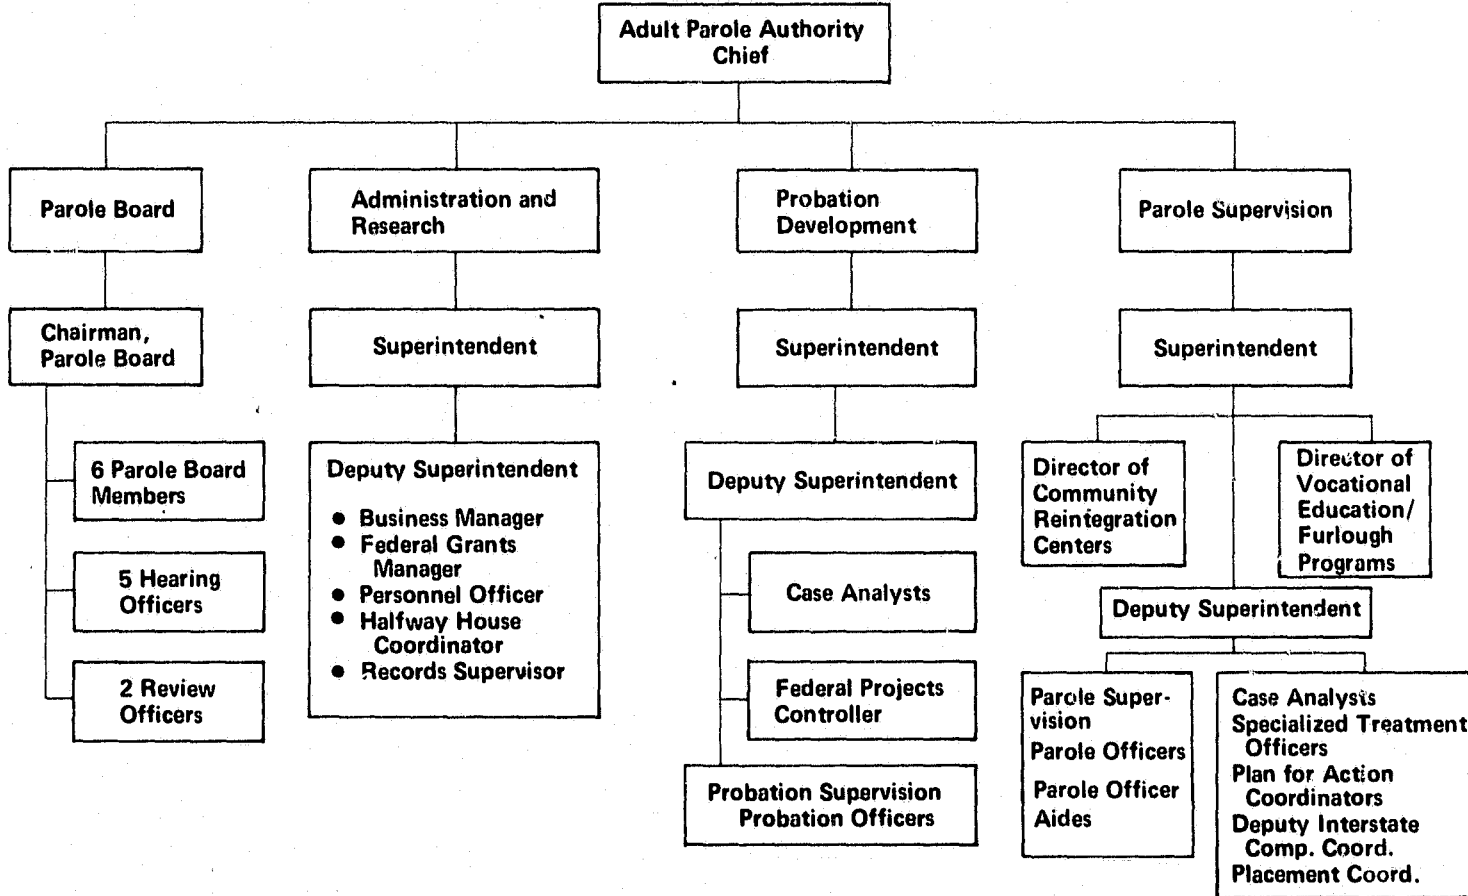 Adult Parole Authority
Chief
Parole Board
Administration and
Research
Probation
Development
Parole Supervision
Chairman,
Parole Board
Superintendent
Superintendent
Superintendent
6 Parole Board
Members
5 Hearing
Officers
2 Review
Officers
Deputy Superintendent
● Business Manager
● Federal Grants
Manager
● Personnel Officer
● Halfway House
Coordinator
● Records Supervisor
Deputy Superintendent
Case Analysts
Federal Projects
Controller
Probation Supervision
Probation Officers
Director of
Community
Reintegration
Centers
Director of
Vocational
Education/
Furlough
Programs
Deputy Superintendent
Parole Super-
vision
Parole Officers
Parole Officer
Aides
Case Analysts
Specialized Treatment
Officers
Plan for Action
Coordinators
Deputy Interstate
Comp. Coord.
Placement Coord.